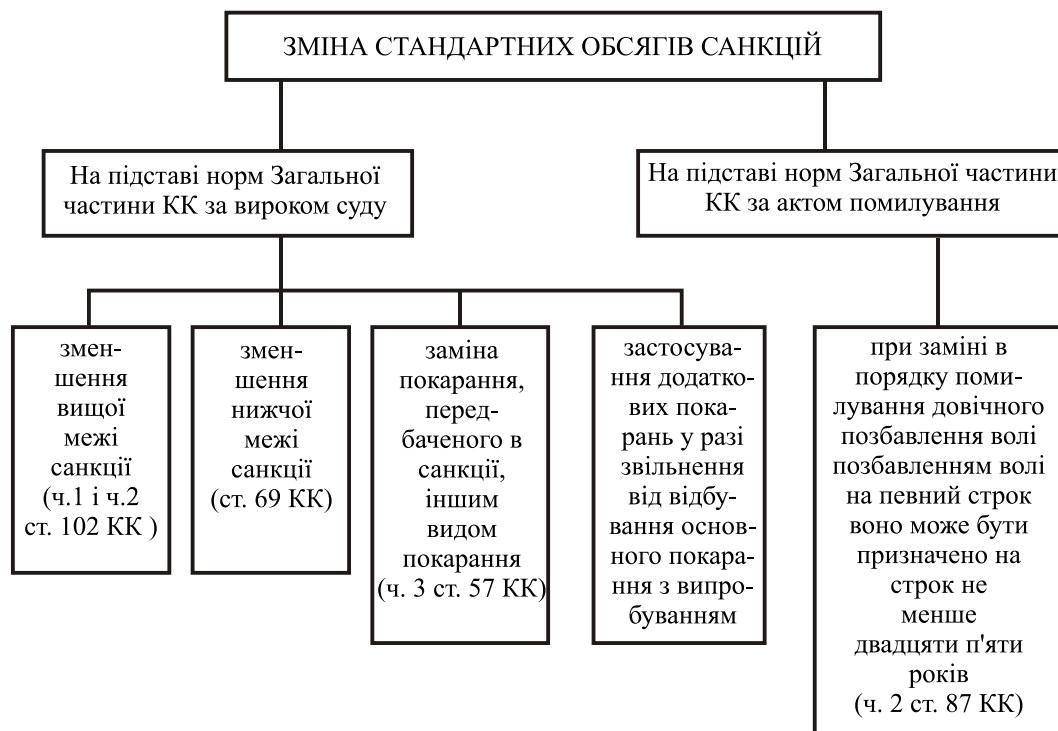 ЗМІНА СТАНДАРТНИХ ОБСЯГІВ САНКЦІЙ
На підставі норм Загальної
частини КК за вироком суду
На підставі норм Загальної частини
КК за актом помилування
змен-
шення
вищої
межі
санкції
(ч.1 і ч.2
ст. 102 КК )
змен-
шення
нижчої
межі
санкції
(ст. 69 КК)
заміна
покарання,
перед-
баченого в
санкції,
іншим
видом
покарання
(ч. 3 ст. 57 КК)
застосува-
ння додатко-
вих пока-
рань у разі
звільнення
від відбу-
вання основ-
ного покара-
ння з випро-
буванням
при заміні в
порядку поми-
лування довічного
позбавлення волі
позбавленням волі
на певний строк
воно може бути
призначено на
строк не
менше
двадцяти п'яти
років
(ч. 2 ст. 87 КК)